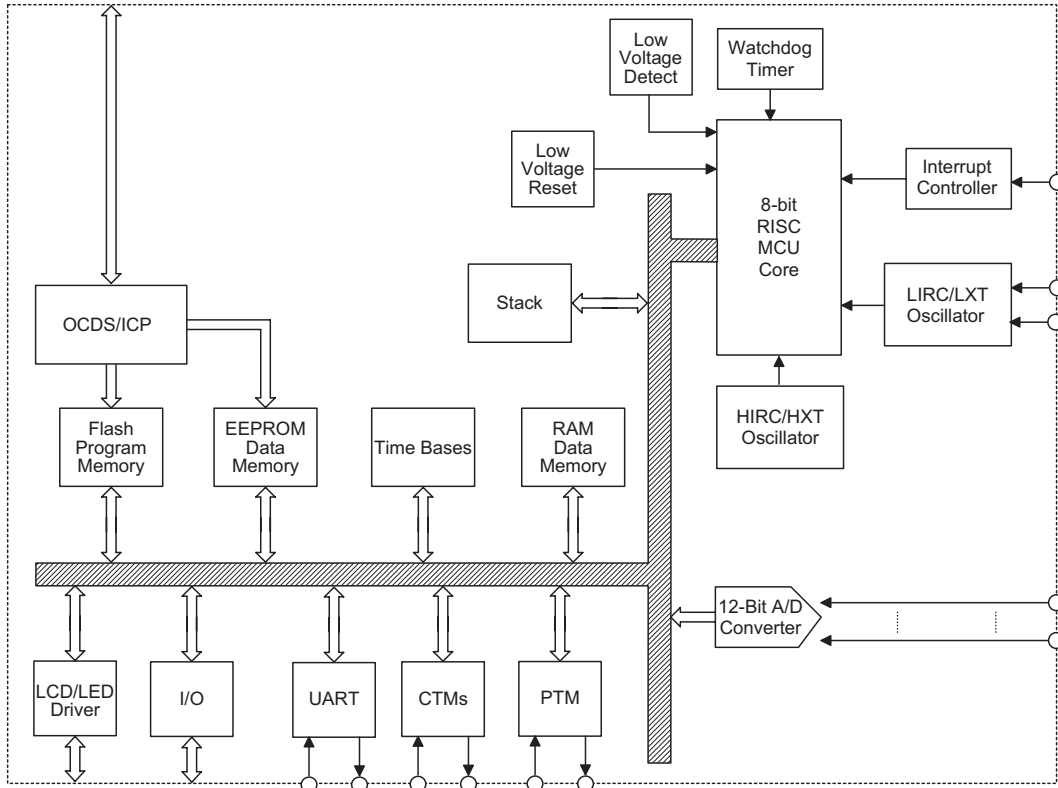 Low
Voltage
Detect
Watchdog
Timer
Low
Voltage
Reset
8-bit
RISC
MCU
Core
Interrupt
Controller
Stack
LIRC/LXT
Oscillator
OCDS/ICP
HIRC/HXT
Oscillator
Flash
Program
Memory
EEPROM
Data
Memory
Time Bases
RAM
Data
Memory
12-Bit A/D
Converter
LCD/LED
Driver
I/O
UART
CTMs
PTM